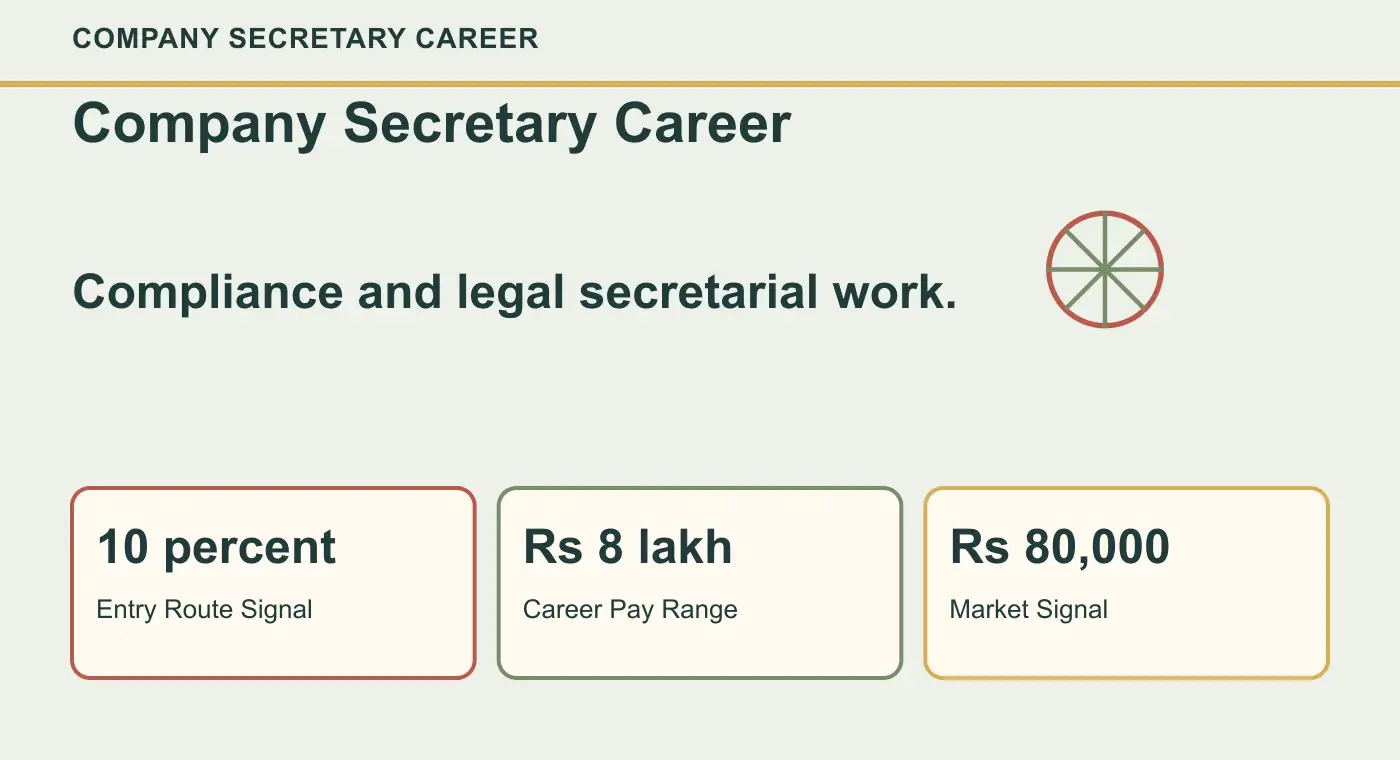 COMPANY SECRETARY CAREER
Company Secretary Career
Compliance and legal secretarial work.
10 percent
Entry Route Signal
Rs 8 lakh
Career Pay Range
Rs 80,000
Market Signal